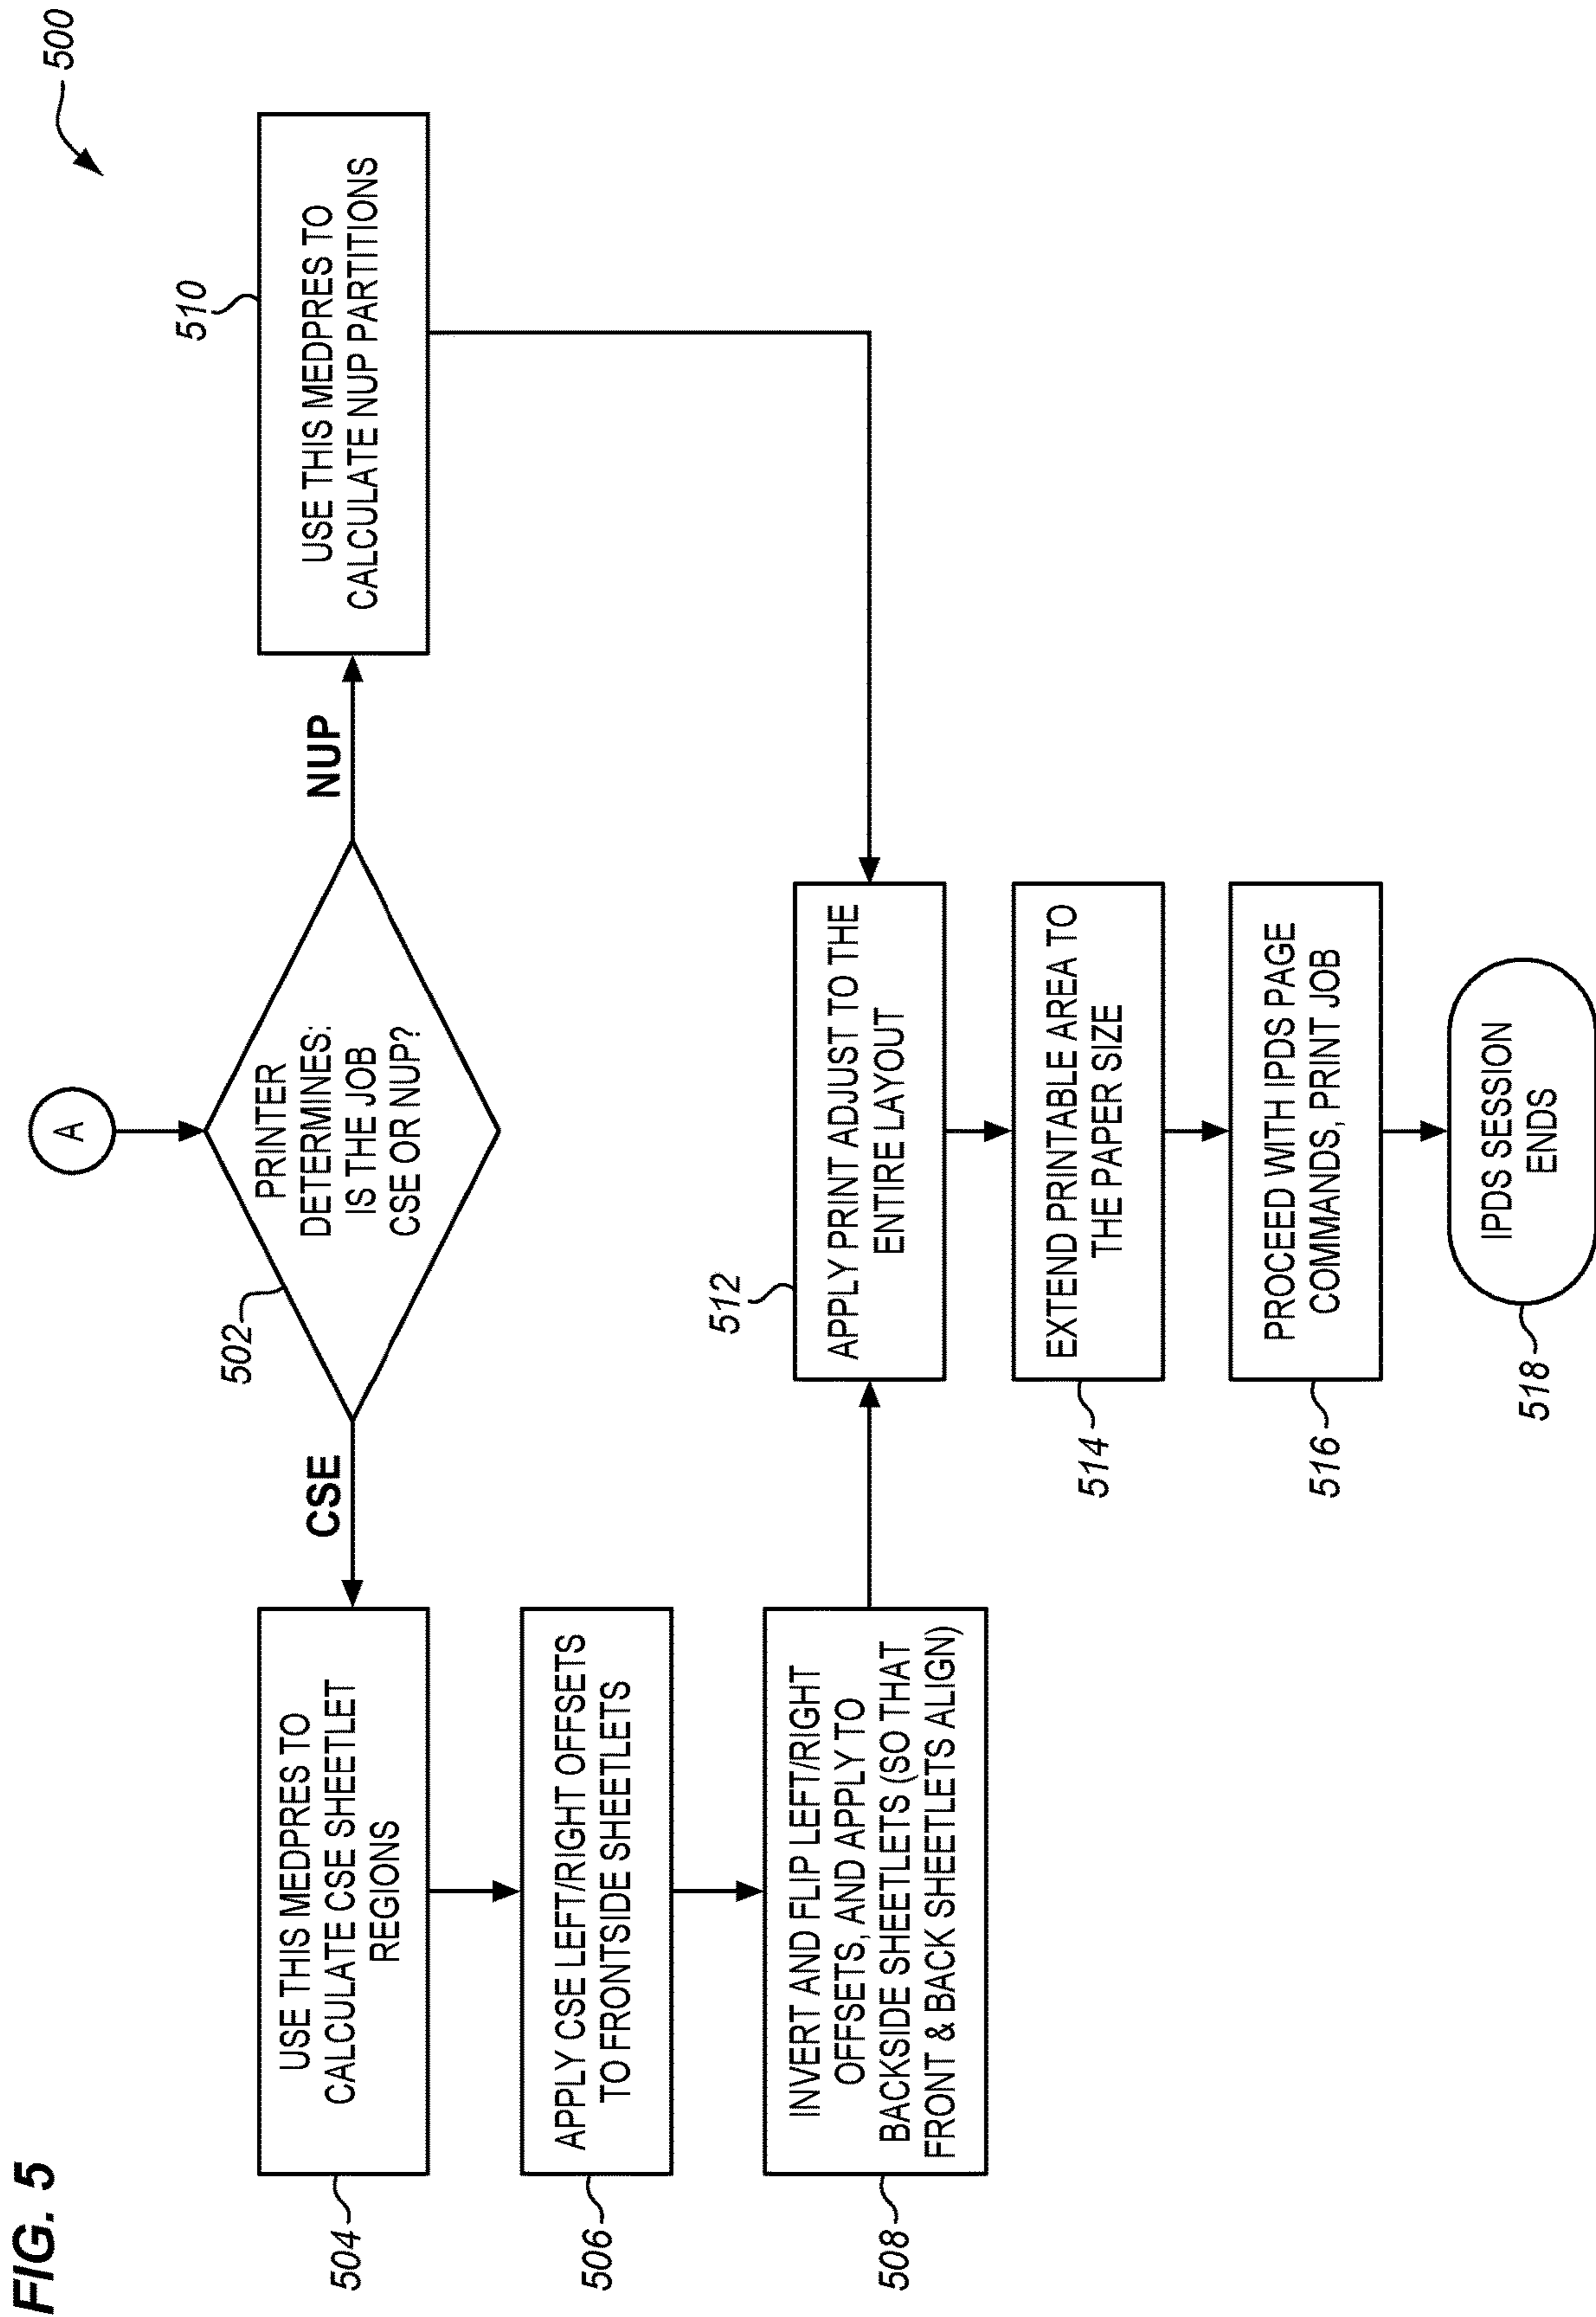 FIG. 5
500
A
502
PRINTER
DETERMINES:
IS THE JOB
CSE OR NUP?
CSE
NUP
504
USE THIS MEDPRES TO
CALCULATE CSE SHEETLET
REGIONS
510
USE THIS MEDPRES TO
CALCULATE NUP PARTITIONS
506
APPLY CSE LEFT/RIGHT OFFSETS
TO FRONTSIDE SHEETLETS
508
INVERT AND FLIP LEFT/RIGHT
OFFSETS, AND APPLY TO
BACKSIDE SHEETLETS (SO THAT
FRONT & BACK SHEETLETS ALIGN)
512
APPLY PRINT ADJUST TO THE
ENTIRE LAYOUT
514
EXTEND PRINTABLE AREA TO
THE PAPER SIZE
516
PROCEED WITH IPDS PAGE
COMMANDS, PRINT JOB
518
IPDS SESSION
ENDS